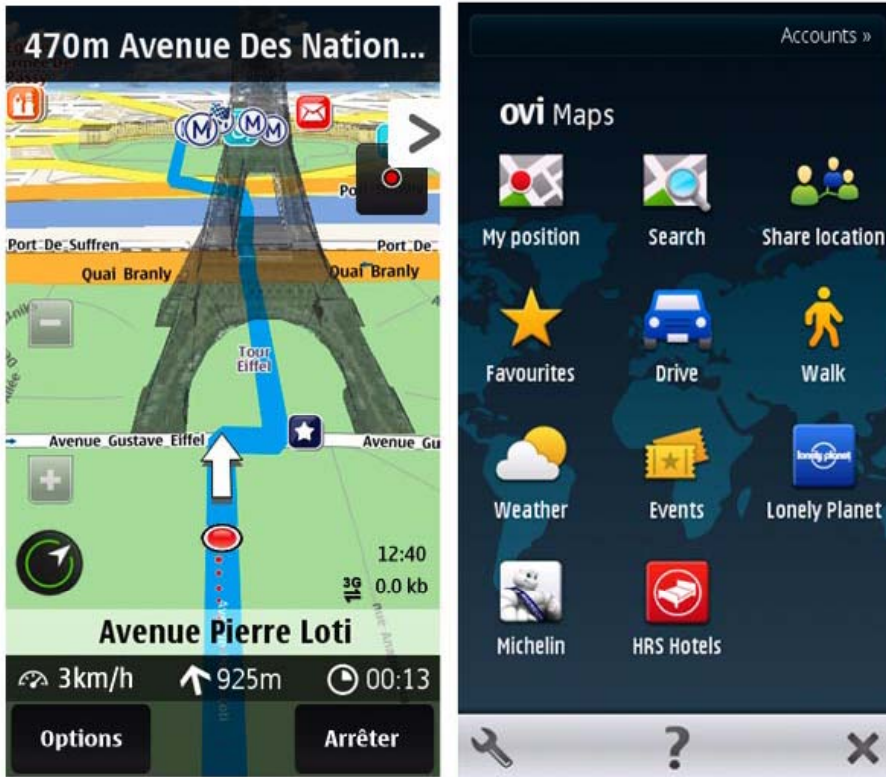 470m Avenue Des Nation...
M M M
Port De Suffren
Port De
Quai Branly
Quai Branly
Tour
Eiffel
Avenue Gustave Eiffel
Avenue Gu
12:40
3G 0.0 kb
Avenue Pierre Loti
3km/h 925m 00:13
Options Arrêter
Accounts »
ovi Maps
My position Search Share location
Favourites Drive Walk
lonely planet
Weather Events Lonely Planet
Michelin HRS Hotels
?